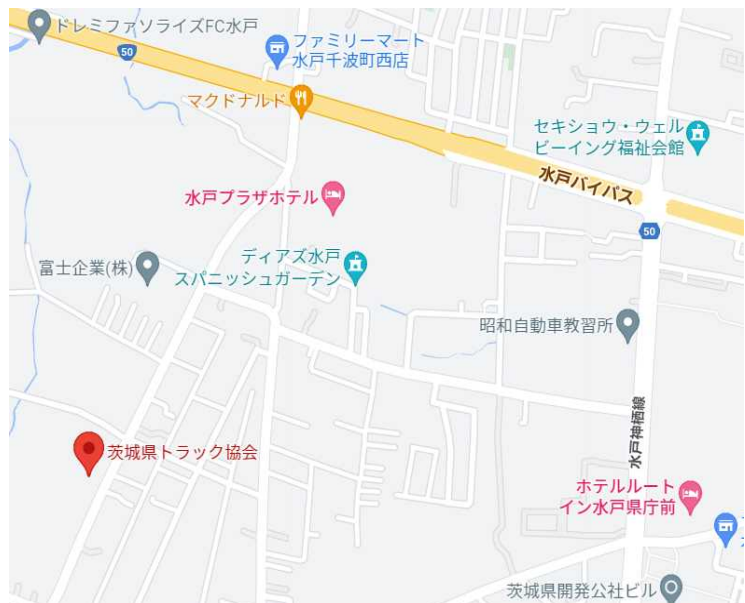 ドレミファソライズFC水戸
50
ファミリーマート
水戸千波町西店
マクドナルド
セキショウ・ウェル
ビーイング福祉会館
水戸バイパス
水戸プラザホテル
50
ディアズ水戸
スパニッシュガーデン
富士企業(株)
昭和自動車教習所
水戸神栖線
茨城県トラック協会
ホテルルート
イン水戸県庁前
茨城県開発公社ビル